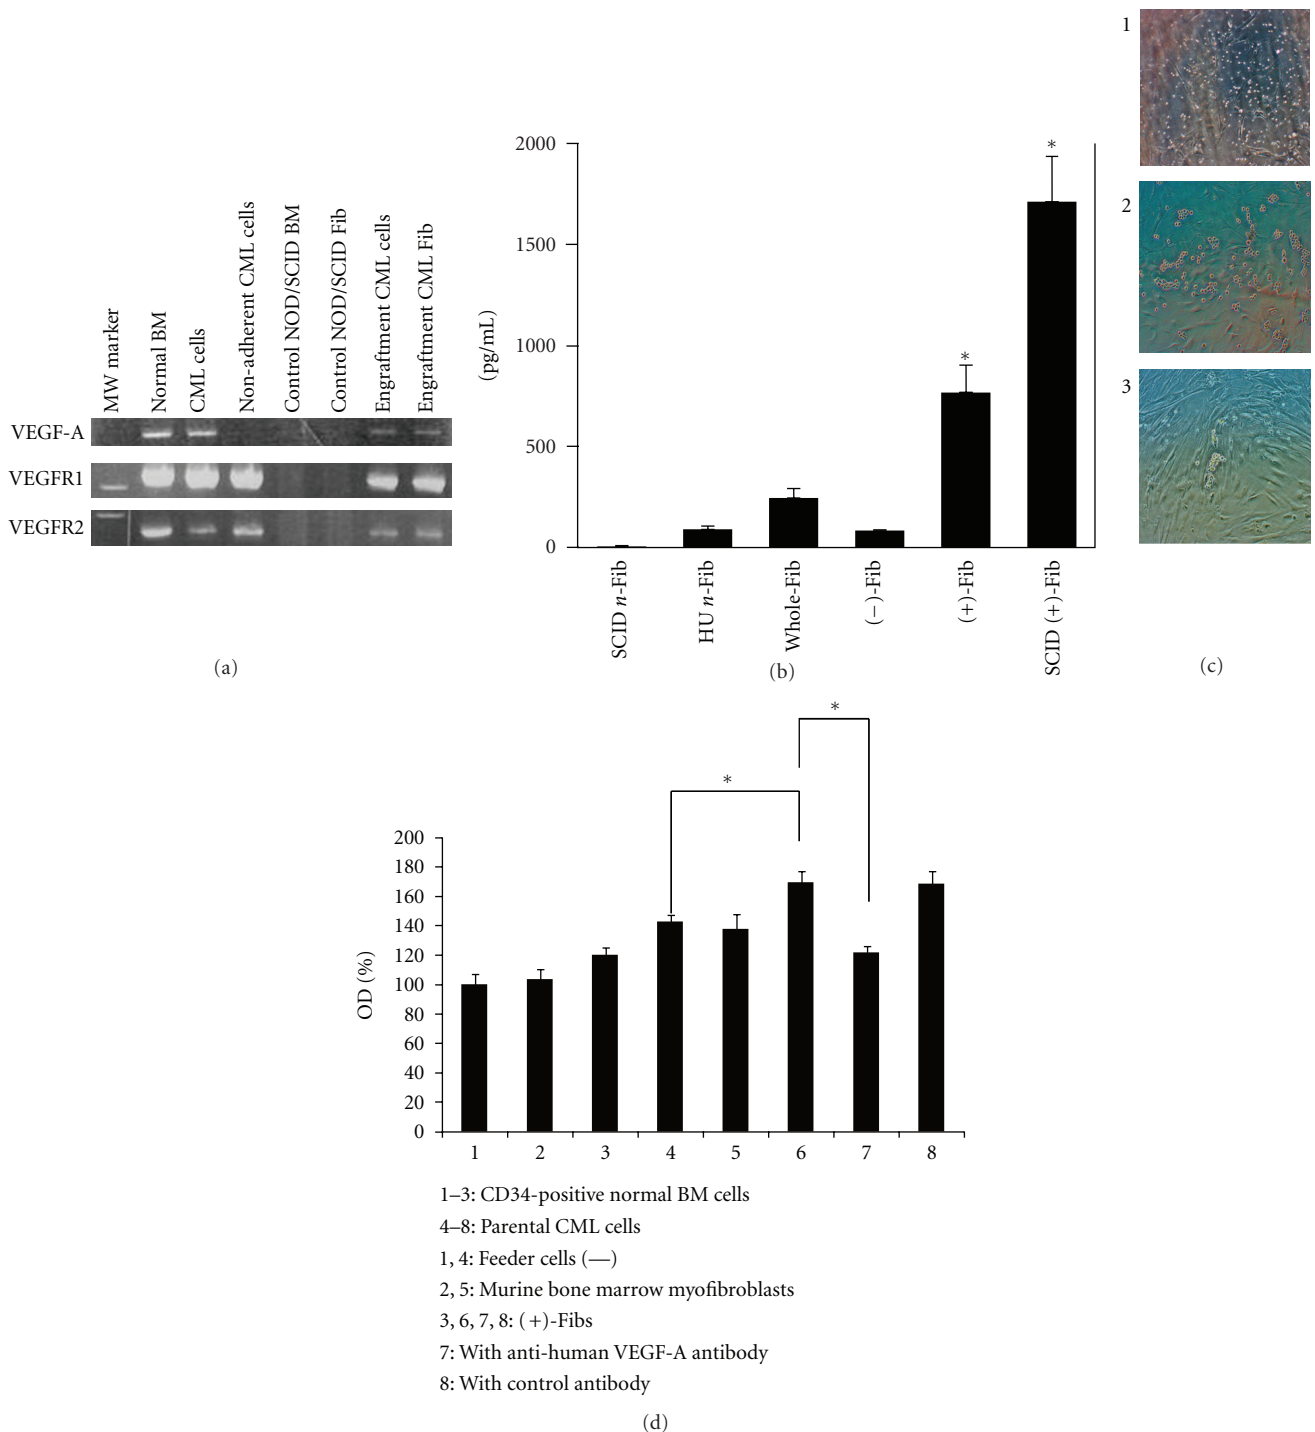 MW marker
Normal BM
CML cells
Non-adherent CML cells
Control NOD/SCID BM
Control NOD/SCID Fib
Engraftment CML cells
Engraftment CML Fib
VEGF-A
VEGFR1
VEGFR2
(a)
2000
1500
1000
500
0
(pg/mL)
*
*
SCID n-Fib
HU n-Fib
Whole-Fib
(−)-Fib
(+)-Fib
SCID (+)-Fib
(b)
1
2
3
(c)
*
*
200
180
160
140
120
100
80
60
40
20
0
OD (%)
1 2 3 4 5 6 7 8
1–3: CD34-positive normal BM cells
4–8: Parental CML cells
1, 4: Feeder cells (—)
2, 5: Murine bone marrow myofibroblasts
3, 6, 7, 8: (+)-Fibs
7: With anti-human VEGF-A antibody
8: With control antibody
(d)